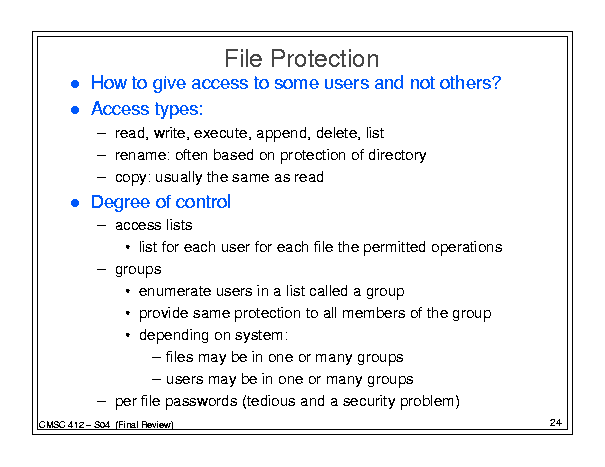 File Protection
● How to give access to some users and not others?
● Access types:
– read, write, execute, append, delete, list
– rename: often based on protection of directory
– copy: usually the same as read
● Degree of control
– access lists
• list for each user for each file the permitted operations
– groups
• enumerate users in a list called a group
• provide same protection to all members of the group
• depending on system:
– files may be in one or many groups
– users may be in one or many groups
– per file passwords (tedious and a security problem)
CMSC 412 – S04 (Final Review)
24